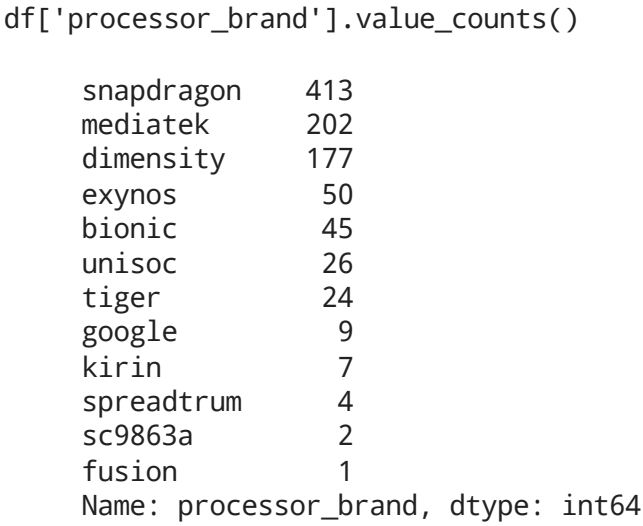 df['processor_brand'].value_counts()
snapdragon 413
mediatek 202
dimensity 177
exynos 50
bionic 45
unisoc 26
tiger 24
google 9
kirin 7
spreadtrum 4
sc9863a 2
fusion 1
Name: processor_brand, dtype: int64